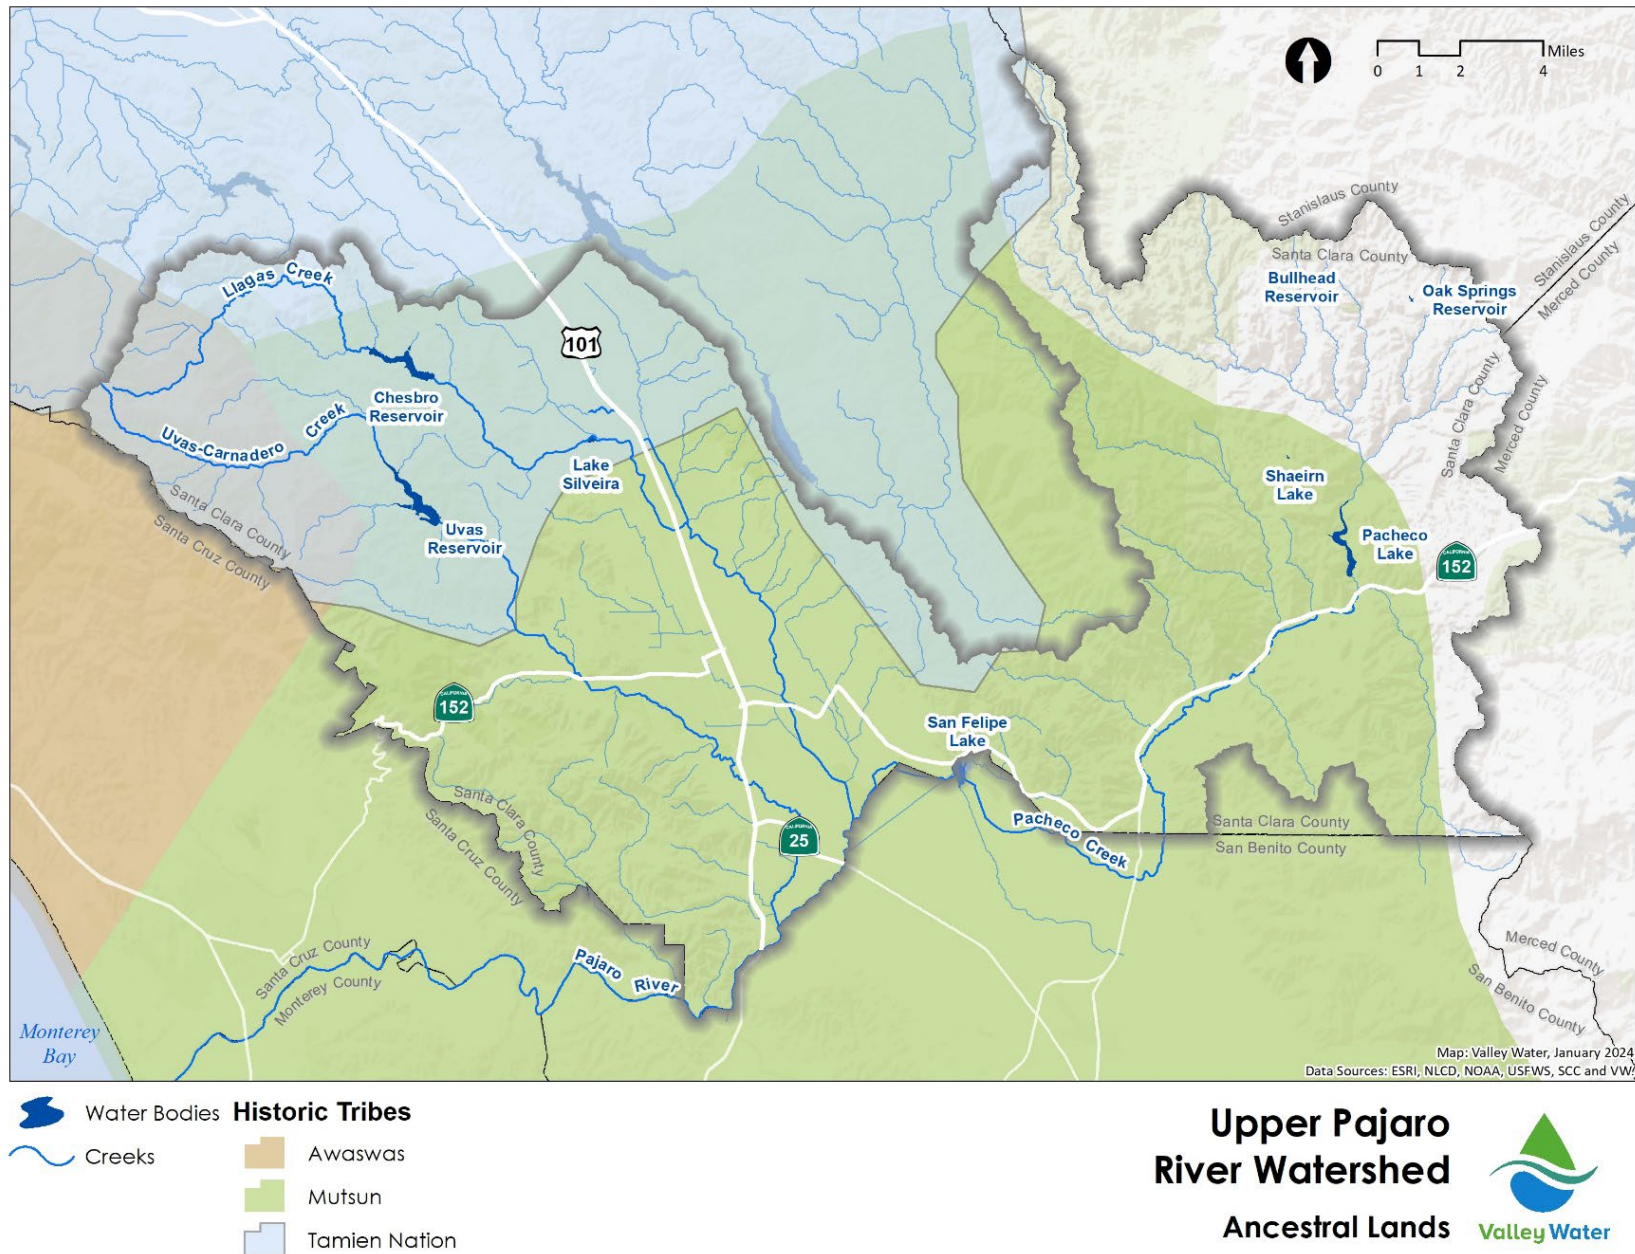 0 1 2 4 Miles
Stanislaus County
Santa Clara County
Stanislaus County
Merced County
Bullhead
Reservoir
Oak Springs
Reservoir
Llagas Creek
101
Chesbro
Reservoir
Uvas-Carnadero Creek
Santa Clara County
Merced County
Lake
Silveira
Shaeirn
Lake
Santa Clara County
Santa Cruz County
Uvas
Reservoir
Pacheco
Lake
CALIFORNIA
152
CALIFORNIA
152
San Felipe
Lake
Santa Clara County
Santa Cruz County
CALIFORNIA
25
Pacheco Creek
Santa Clara County
San Benito County
Santa Cruz County
Monterey County
Pajaro River
Merced County
San Benito County
Monterey
Bay
Map: Valley Water, January 2024
Data Sources: ESRI, NLCD, NOAA, USFWS, SCC and VW
Water Bodies
Creeks
Historic Tribes
Awaswas
Mutsun
Tamien Nation
Upper Pajaro
River Watershed
Ancestral Lands
Valley Water